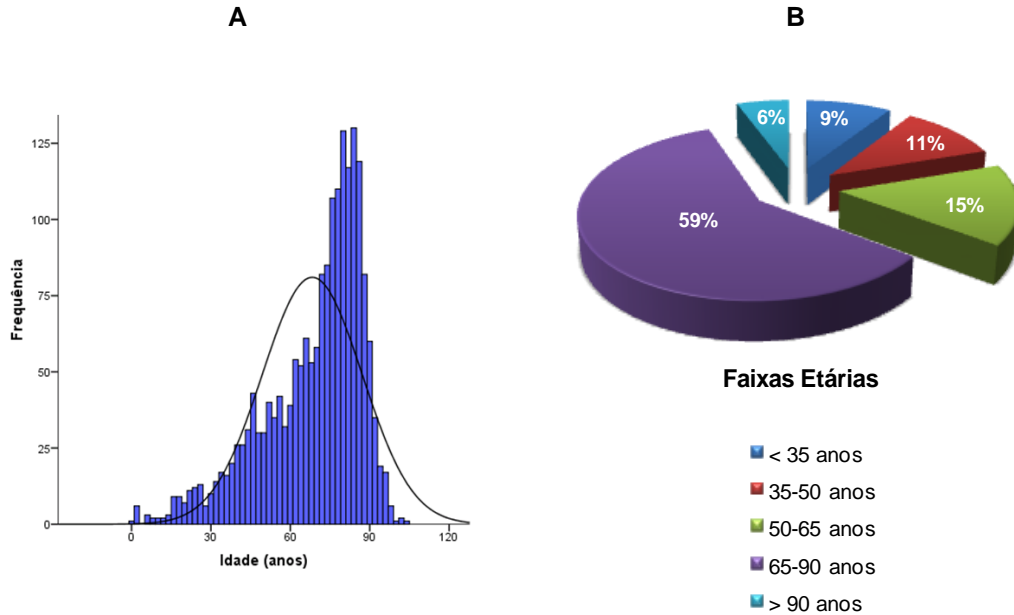 A
B
125
100
75
50
25
0
Frequência
0 30 60 90 120
Idade (anos)
6%
9%
11%
15%
59%
Faixas Etárias
< 35 anos
35-50 anos
50-65 anos
65-90 anos
> 90 anos